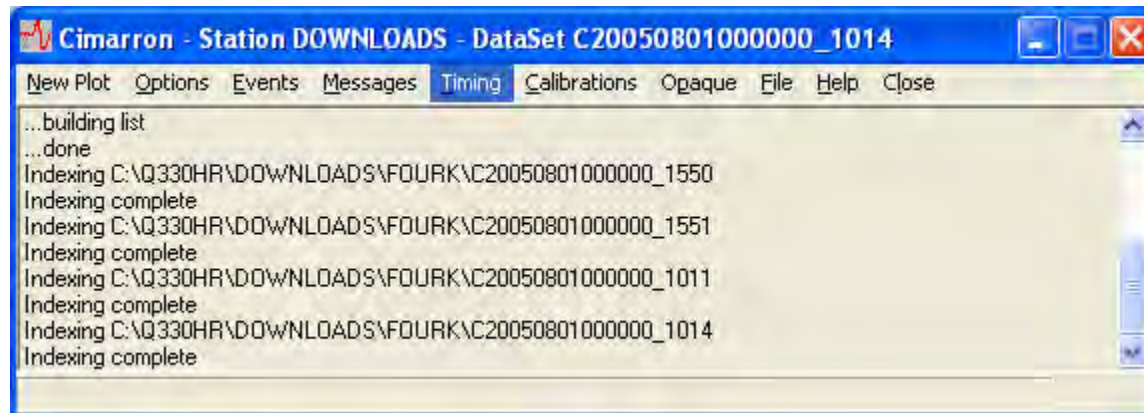 Cimarron - Station DOWNLOADS - DataSet C20050801000000_1014
New Plot Options Events Messages Timing Calibrations Opaque File Help Close
...building list
...done
Indexing C:\Q330HR\DOWNLOADS\FOURK\C20050801000000_1550
Indexing complete
Indexing C:\Q330HR\DOWNLOADS\FOURK\C20050801000000_1551
Indexing complete
Indexing C:\Q330HR\DOWNLOADS\FOURK\C20050801000000_1011
Indexing complete
Indexing C:\Q330HR\DOWNLOADS\FOURK\C20050801000000_1014
Indexing complete